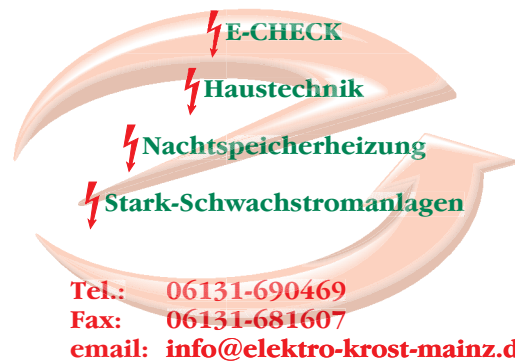 E-CHECK
Haustechnik
Nachtspeicherheizung
Stark-Schwachstromanlagen
Tel.: 06131-690469
Fax: 06131-681607
email: info@elektro-krost-mainz.d